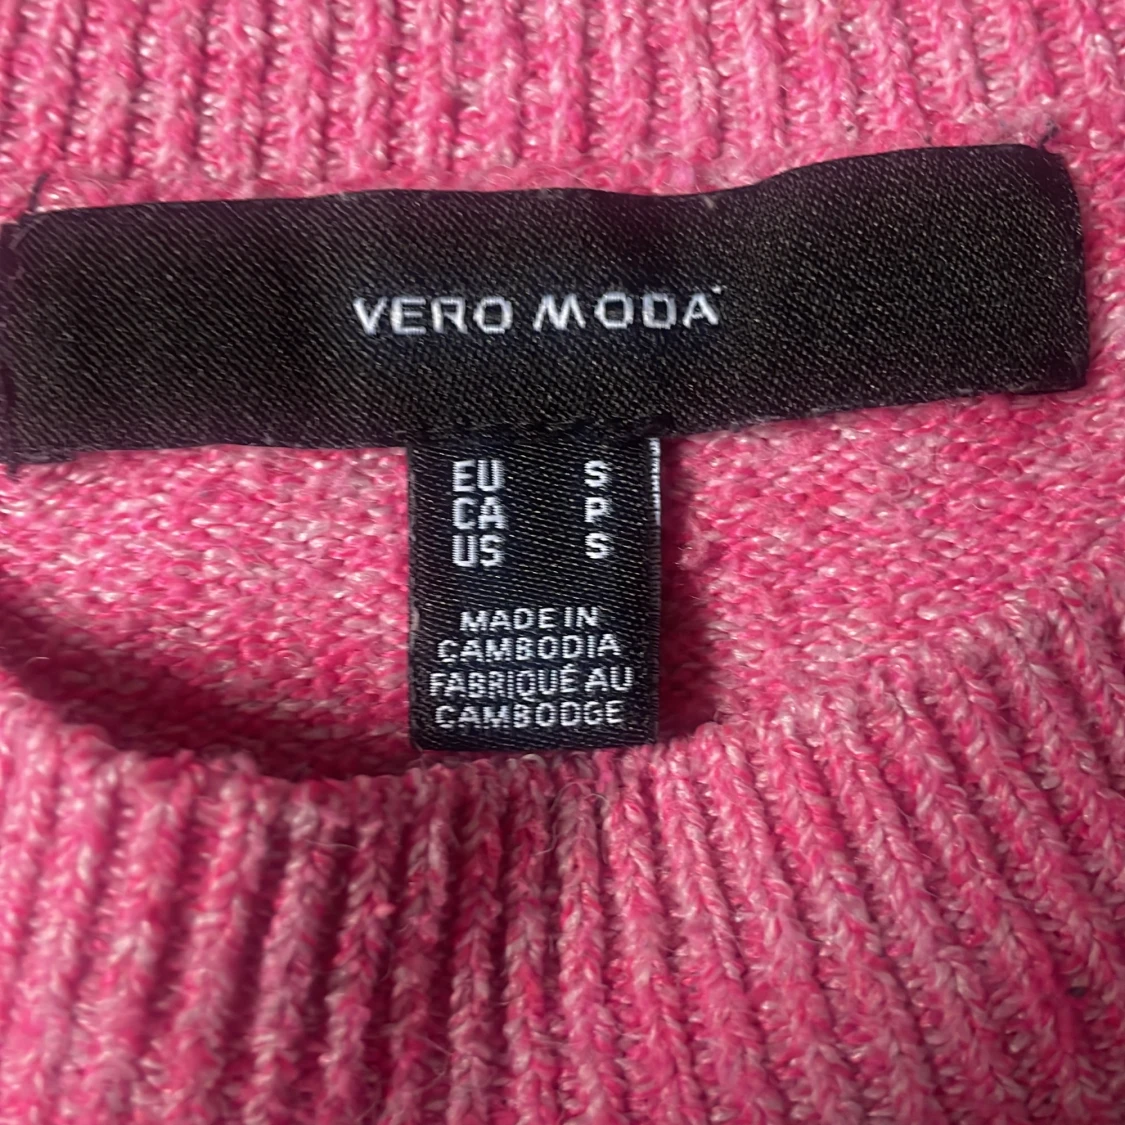 VERO MODA
EU S
CA P
US S
MADE IN
CAMBODIA
FABRIQUÉ AU
CAMBODGE